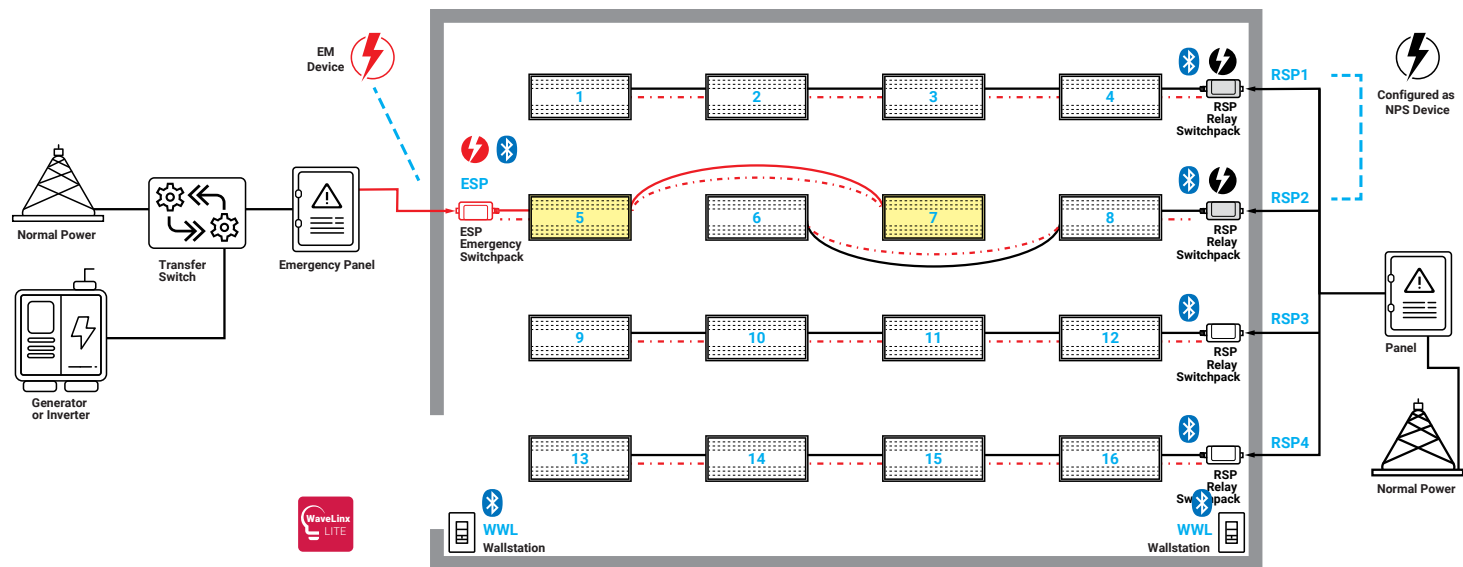 EM
Device
Normal Power
Transfer
Switch
Emergency Panel
Generator
or Inverter
WaveLinx
LITE
ESP
ESP
Emergency
Switchpack
1
2
3
4
RSP
Relay
Switchpack
RSP1
5
6
7
8
RSP
Relay
Switchpack
RSP2
9
10
11
12
RSP
Relay
Switchpack
RSP3
13
14
15
16
RSP
Relay
Switchpack
RSP4
WWL
Wallstation
WWL
Wallstation
Configured as
NPS Device
Panel
Normal Power